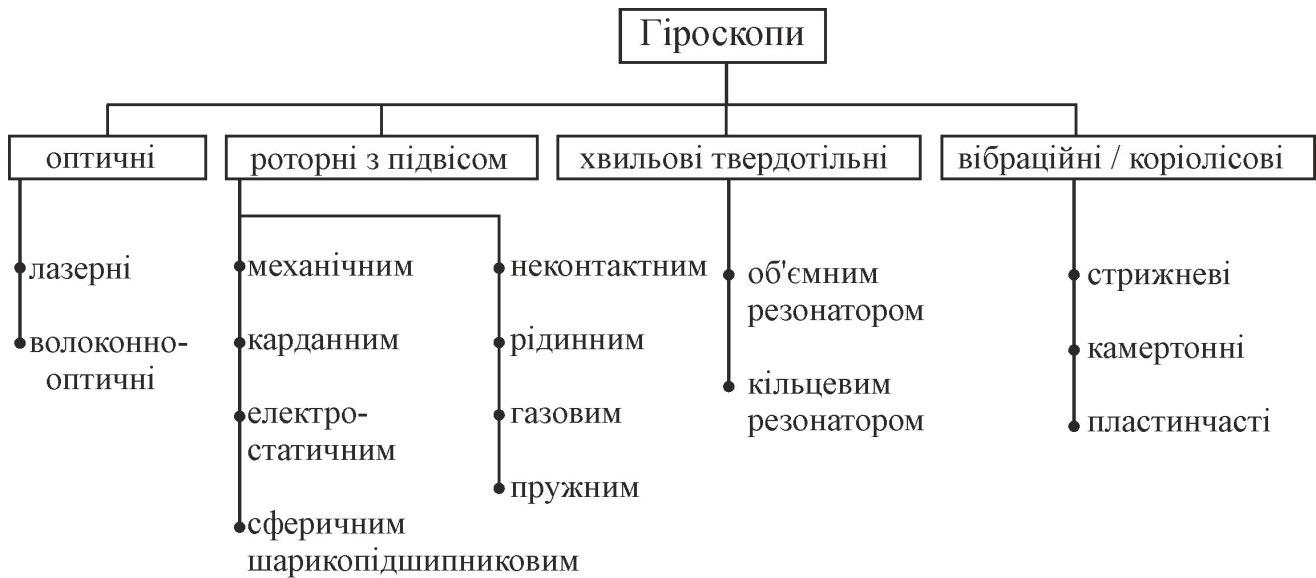 Гіроскопи
оптичні
роторні з підвісом
хвильові твердотільні
вібраційні / коріолісові
лазерні
волоконно-
оптичні
механічним
карданним
електро-
статичним
сферичним
шарикопідшипниковим
неконтактним
рідинним
газовим
пружним
об'ємним
резонатором
кільцевим
резонатором
стрижневі
камертонні
пластинчасті